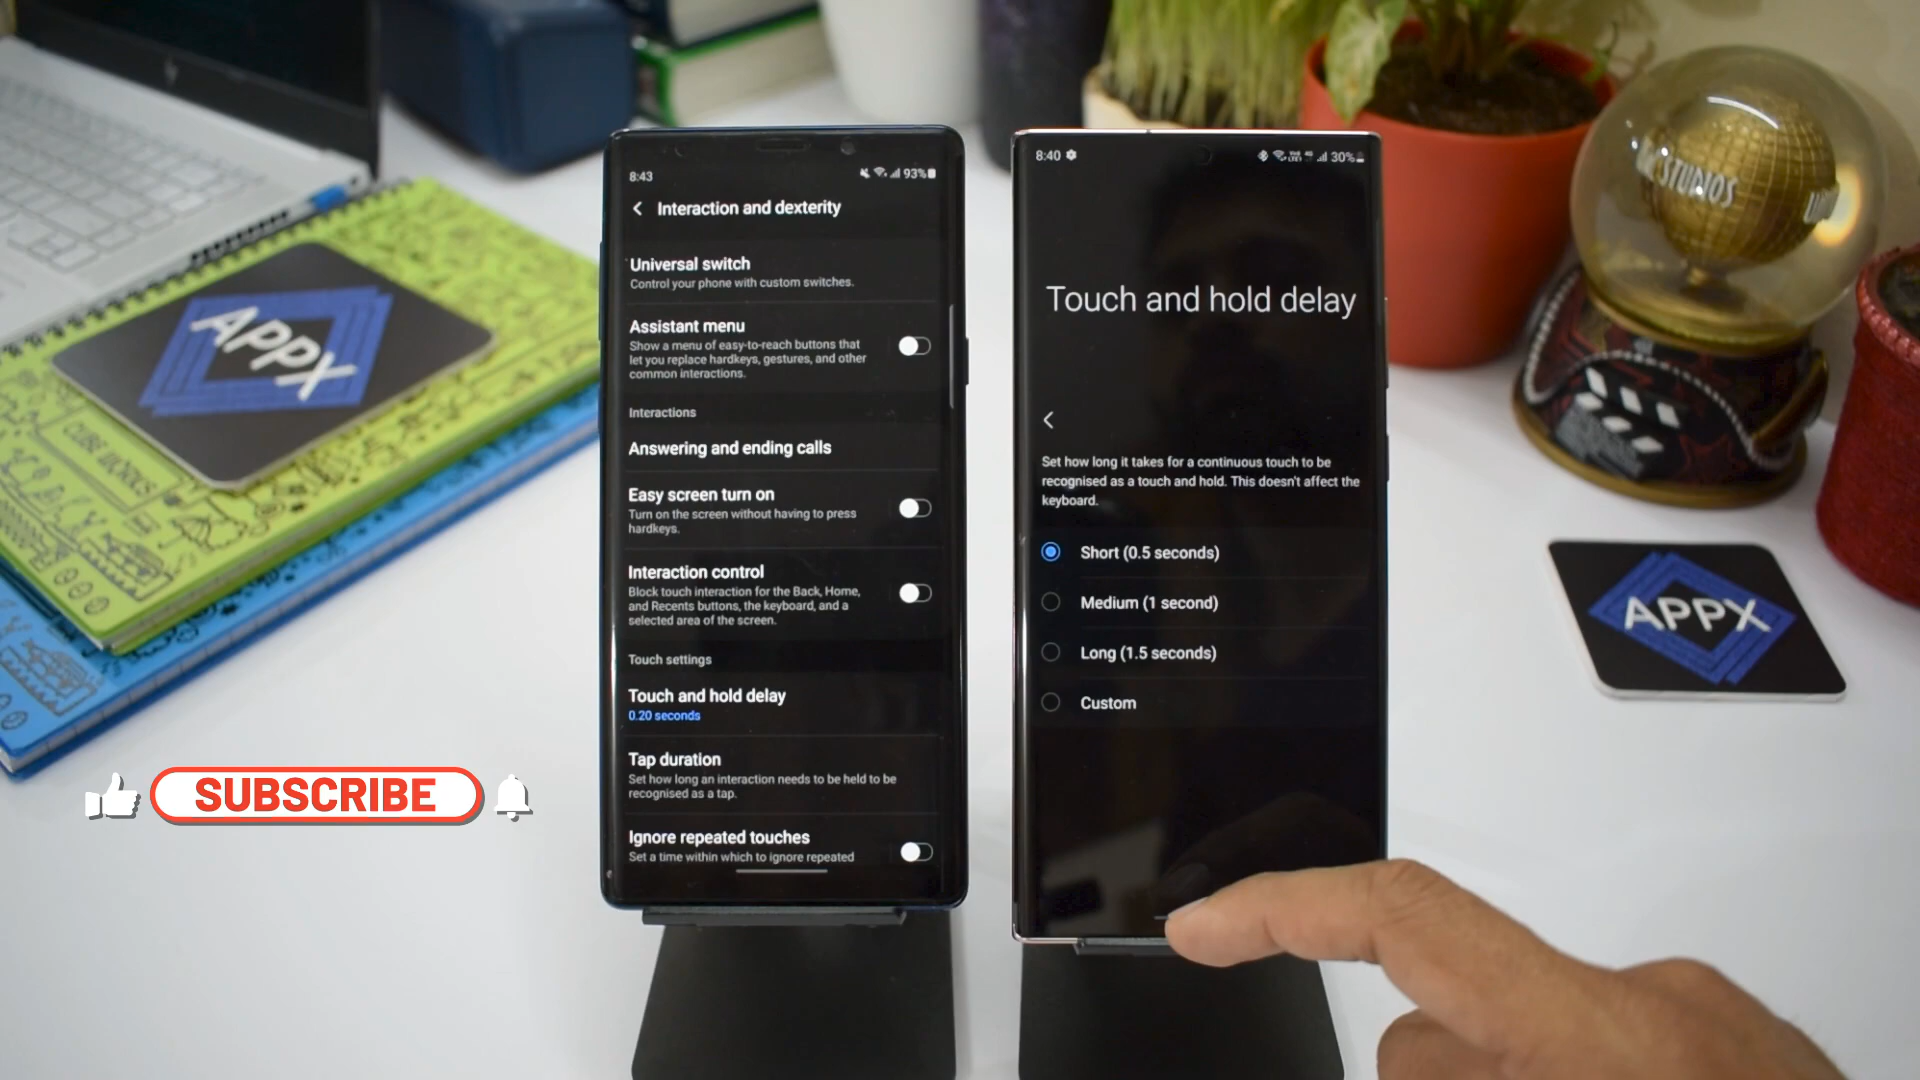 APPX
CUBE WORKS
SUBSCRIBE
8:43
93%
Interaction and dexterity
Universal switch
Control your phone with custom switches.
Assistant menu
Show a menu of easy-to-reach buttons that
let you replace hardkeys, gestures, and other
common interactions.
Interactions
Answering and ending calls
Easy screen turn on
Turn on the screen without having to press
hardkeys.
Interaction control
Block touch interaction for the Back, Home,
and Recents buttons, the keyboard, and a
selected area of the screen.
Touch settings
Touch and hold delay
0.20 seconds
Tap duration
Set how long an interaction needs to be held to be
recognised as a tap.
Ignore repeated touches
Set a time within which to ignore repeated
8:40
30%
Touch and hold delay
Set how long it takes for a continuous touch to be
recognised as a touch and hold. This doesn't affect the
keyboard.
Short (0.5 seconds)
Medium (1 second)
Long (1.5 seconds)
Custom
STUDIOS
APPX